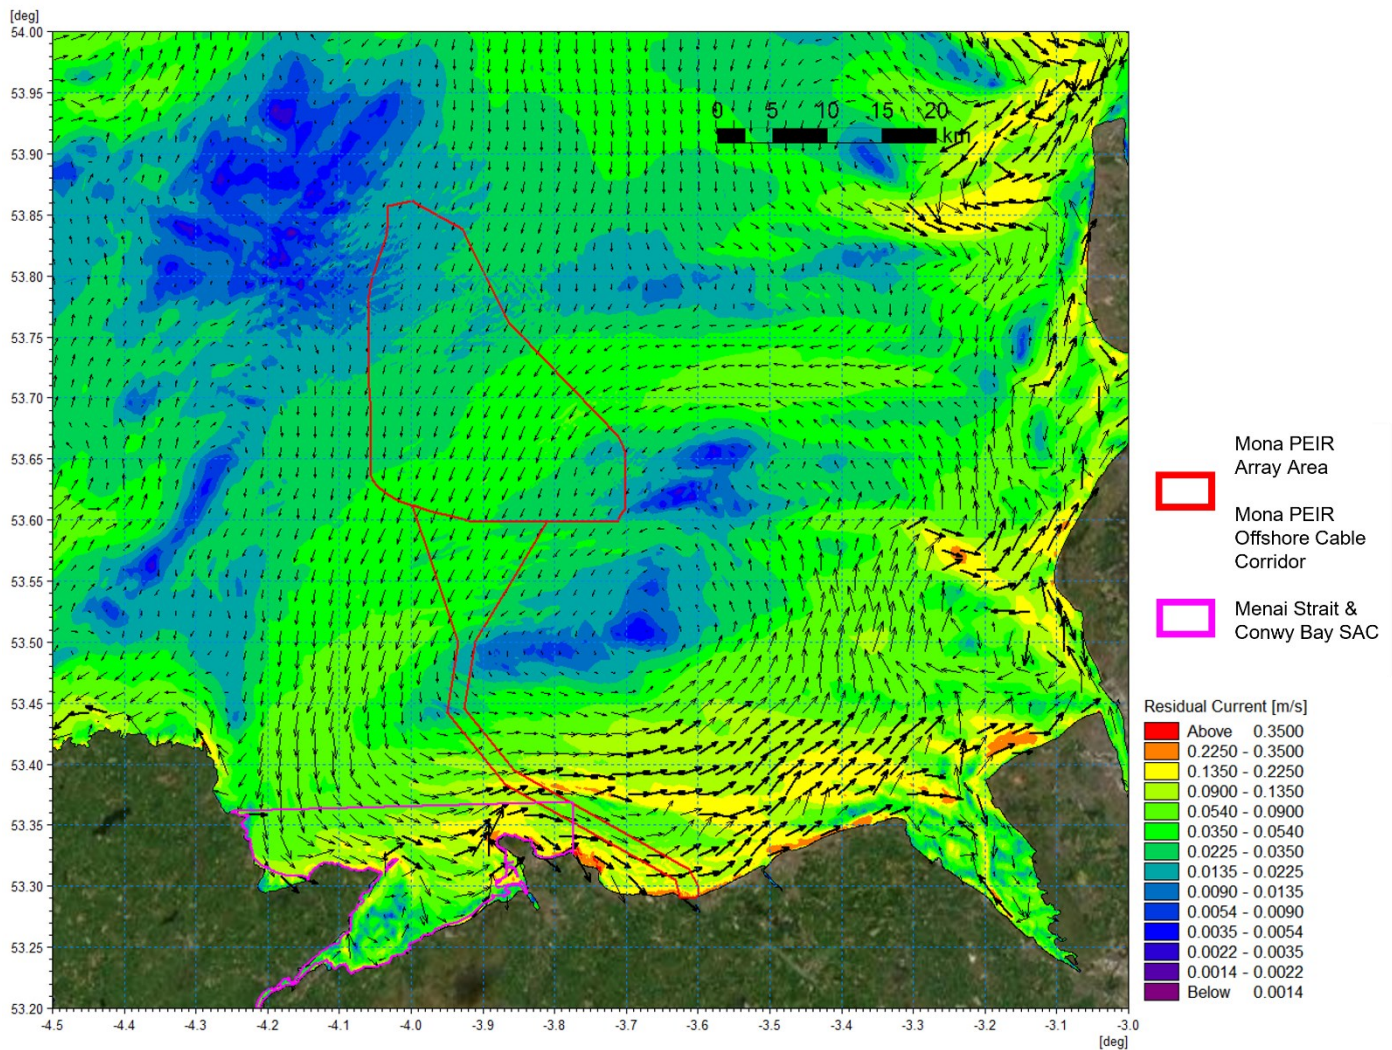 [deg]
54.00
53.95
53.90
53.85
53.80
53.75
53.70
53.65
53.60
53.55
53.50
53.45
53.40
53.35
53.30
53.25
53.20
0 5 10 15 20
km
-4.5 -4.4 -4.3 -4.2 -4.1 -4.0 -3.9 -3.8 -3.7 -3.6 -3.5 -3.4 -3.3 -3.2 -3.1 -3.0
[deg]
Mona PEIR
Array Area
Mona PEIR
Offshore Cable
Corridor
Menai Strait &
Conwy Bay SAC
Residual Current [m/s]
Above 0.3500
0.2250 - 0.3500
0.1350 - 0.2250
0.0900 - 0.1350
0.0540 - 0.0900
0.0350 - 0.0540
0.0225 - 0.0350
0.0135 - 0.0225
0.0090 - 0.0135
0.0054 - 0.0090
0.0035 - 0.0054
0.0022 - 0.0035
0.0014 - 0.0022
Below 0.0014